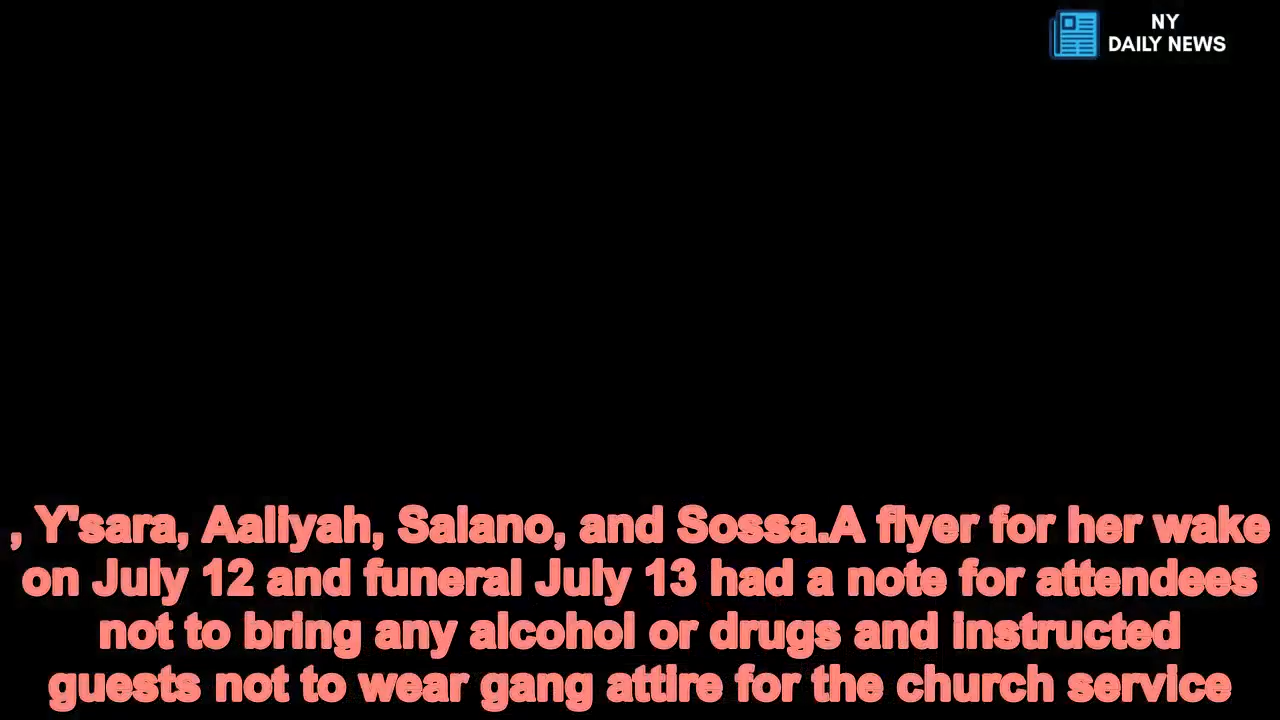 NY
DAILY NEWS
, Y'sara, Aaliyah, Salano, and Sossa.A flyer for her wake
on July 12 and funeral July 13 had a note for attendees
not to bring any alcohol or drugs and instructed
guests not to wear gang attire for the church service